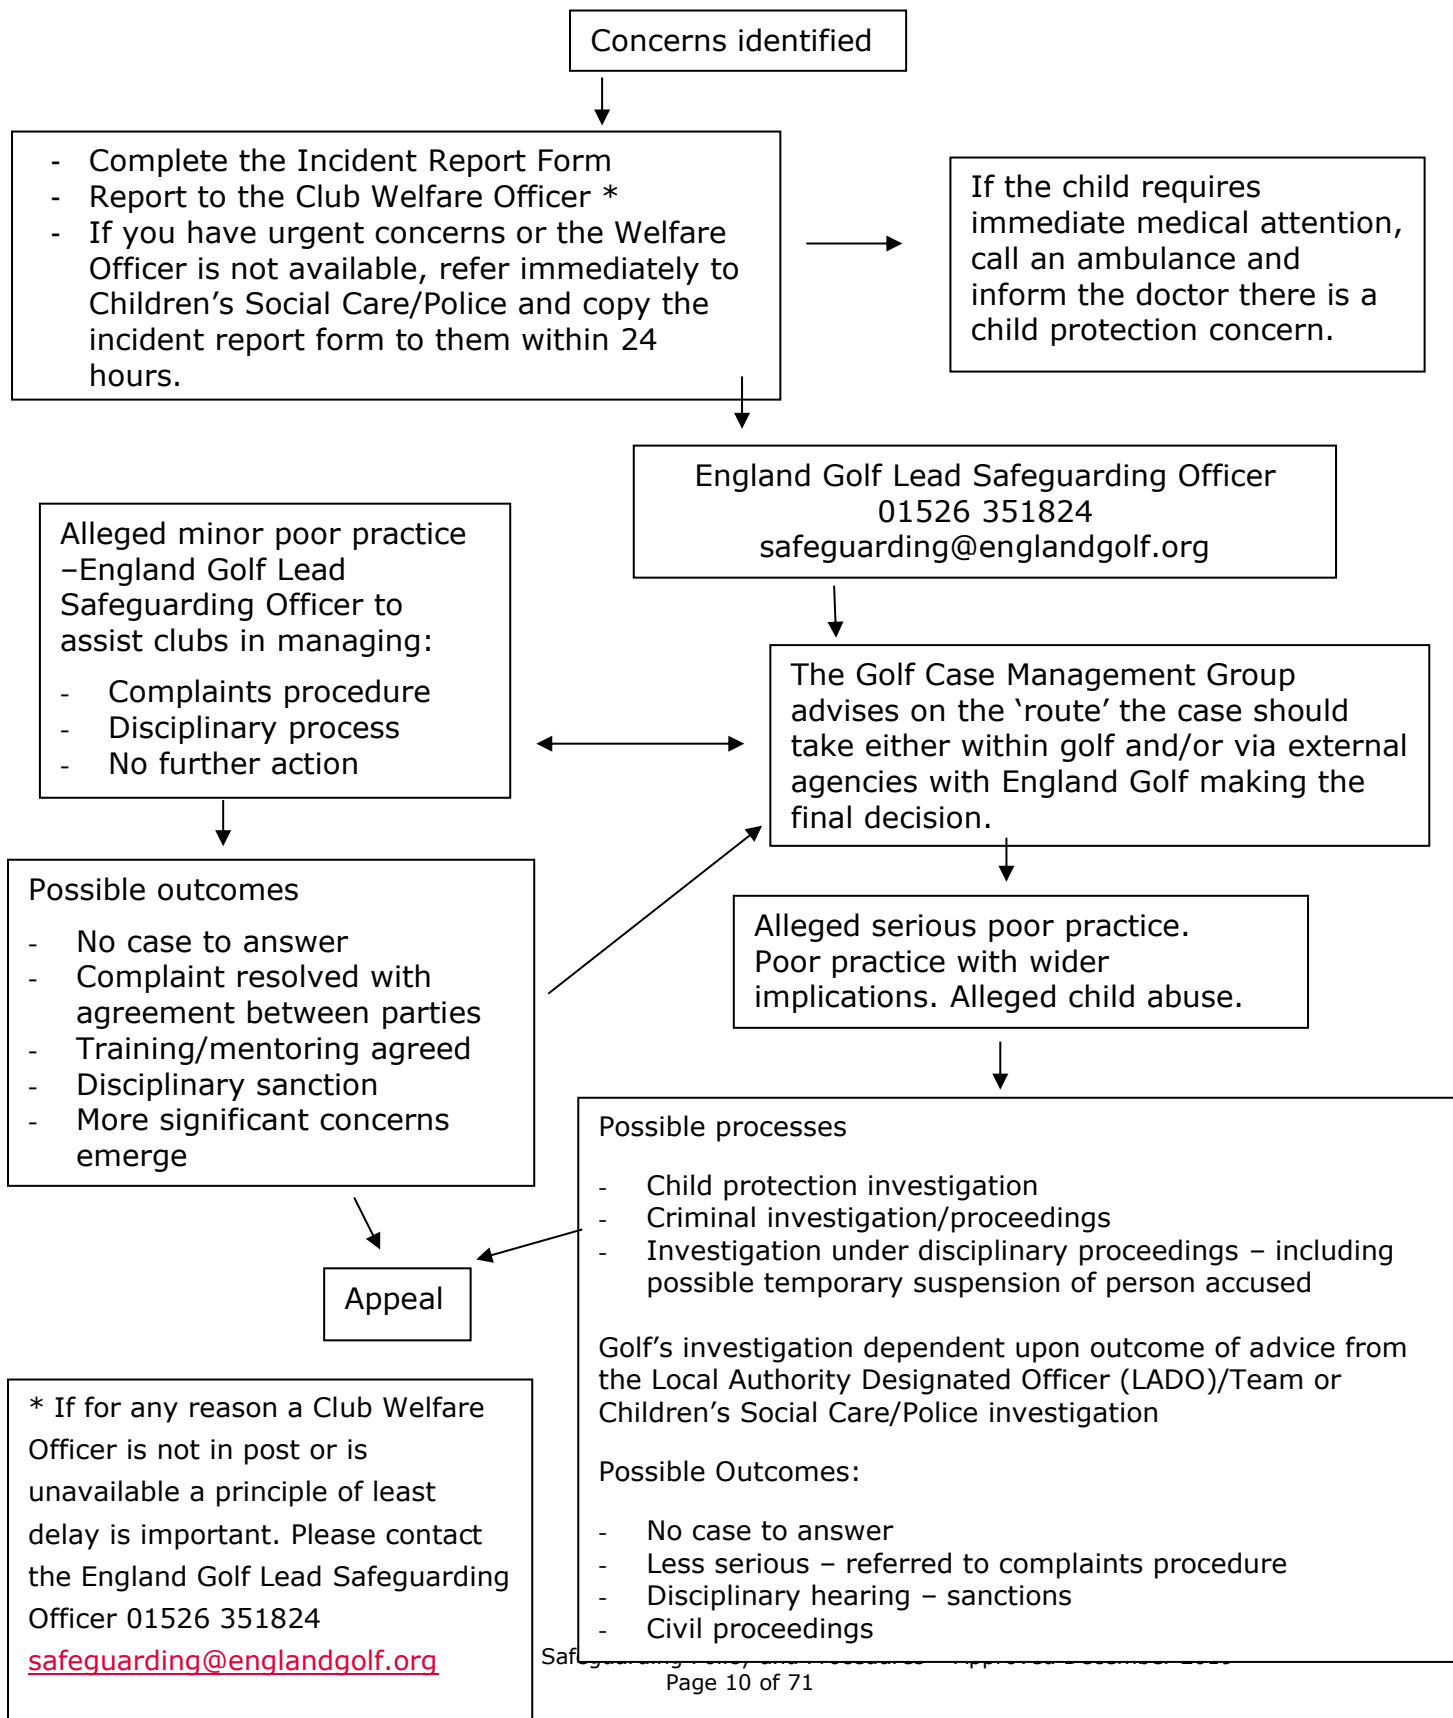 Concerns identified
- Complete the Incident Report Form
- Report to the Club Welfare Officer *
- If you have urgent concerns or the Welfare
Officer is not available, refer immediately to
Children’s Social Care/Police and copy the
incident report form to them within 24
hours.
If the child requires
immediate medical attention,
call an ambulance and
inform the doctor there is a
child protection concern.
England Golf Lead Safeguarding Officer
01526 351824
safeguarding@englandgolf.org
Alleged minor poor practice
–England Golf Lead
Safeguarding Officer to
assist clubs in managing:
- Complaints procedure
- Disciplinary process
- No further action
The Golf Case Management Group
advises on the ‘route’ the case should
take either within golf and/or via external
agencies with England Golf making the
final decision.
Possible outcomes
- No case to answer
- Complaint resolved with
agreement between parties
- Training/mentoring agreed
- Disciplinary sanction
- More significant concerns
emerge
Alleged serious poor practice.
Poor practice with wider
implications. Alleged child abuse.
Possible processes
- Child protection investigation
- Criminal investigation/proceedings
- Investigation under disciplinary proceedings – including
possible temporary suspension of person accused
Golf’s investigation dependent upon outcome of advice from
the Local Authority Designated Officer (LADO)/Team or
Children’s Social Care/Police investigation
Possible Outcomes:
- No case to answer
- Less serious – referred to complaints procedure
- Disciplinary hearing – sanctions
- Civil proceedings
Appeal
* If for any reason a Club Welfare
Officer is not in post or is
unavailable a principle of least
delay is important. Please contact
the England Golf Lead Safeguarding
Officer 01526 351824
safeguarding@englandgolf.org
Safeguarding Policy and Procedures Approved December
Page 10 of 71